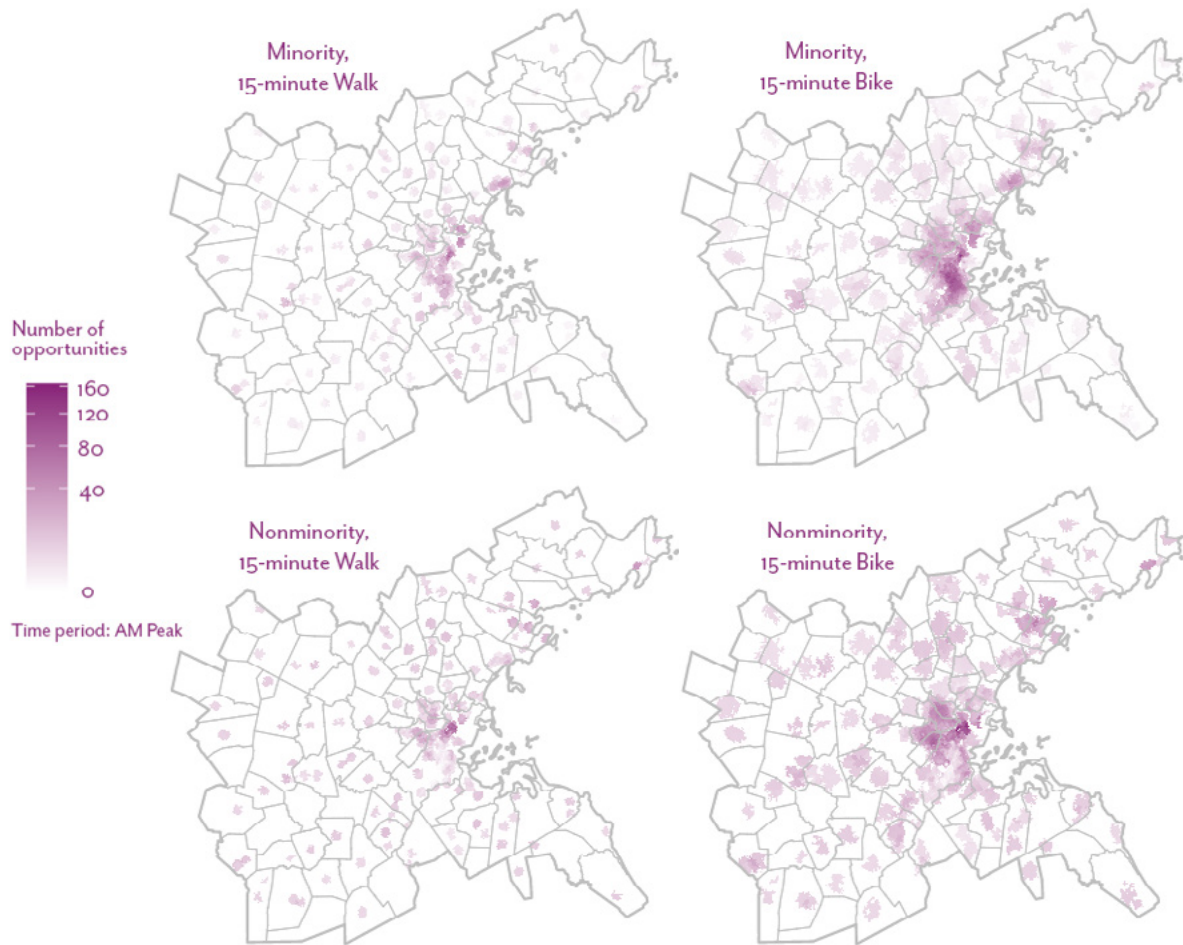 Minority,
15-minute Walk
Minority,
15-minute Bike
Number of
opportunities
160
120
80
40
0
Time period: AM Peak
Nonminority,
15-minute Walk
Nonminority,
15-minute Bike